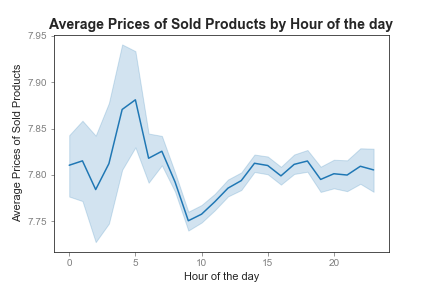 Average Prices of Sold Products by Hour of the day
7.95
7.90
7.85
7.80
7.75
Average Prices of Sold Products
0 5 10 15 20
Hour of the day